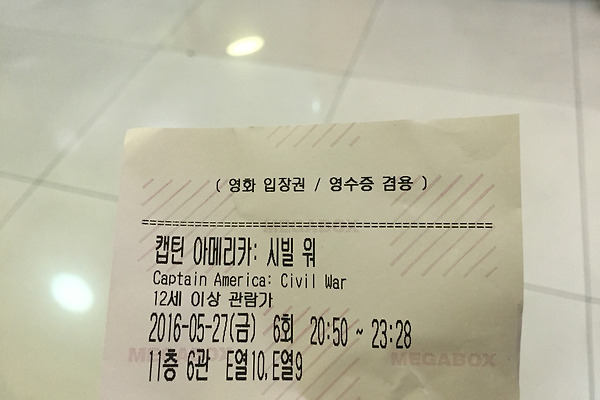 ( 영화 입장권 / 영수증 겸용 )
==========================================
캡틴 아메리카: 시빌 워
Captain America: Civil War
12세 이상 관람가
2016-05-27(금) 6회 20:50 ~ 23:28
MEGABOX MEGABOX
11층 6관 E열10,E열9